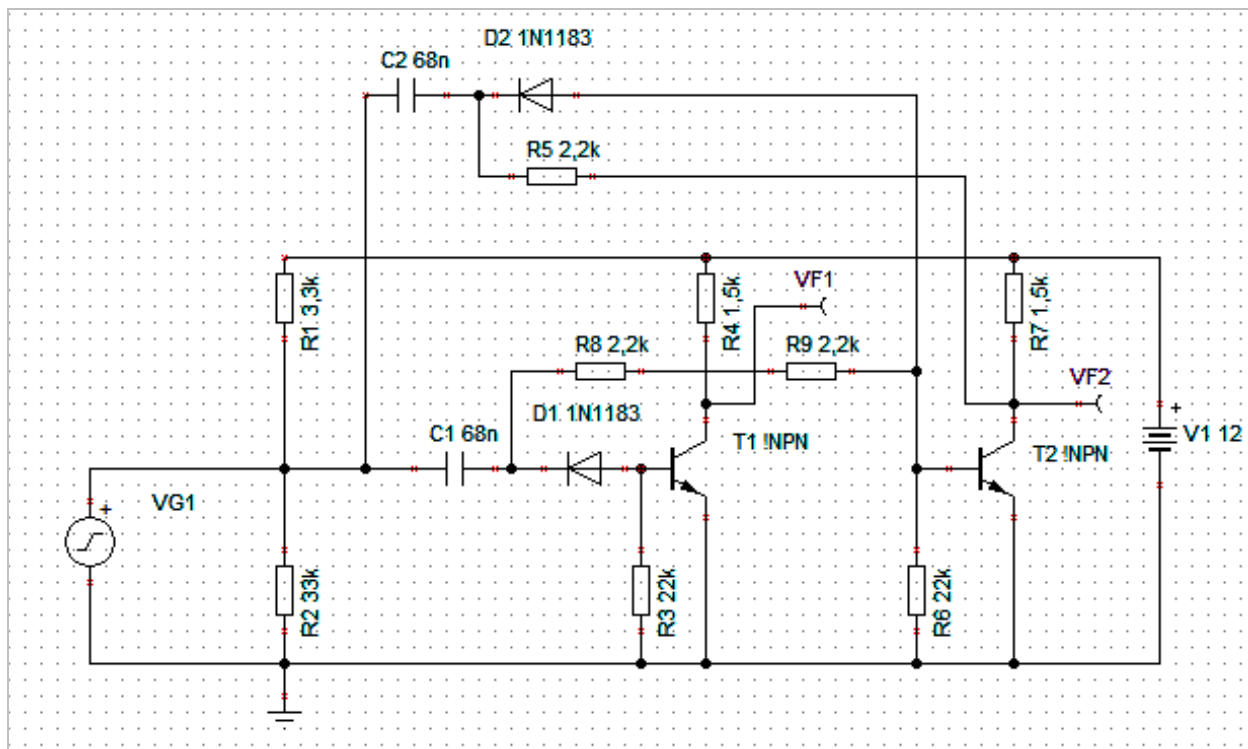 D2 1N1183
C2 68n
R5 2,2k
R1 3,3k
R4 1,5k
VF1
R7 1,5k
R8 2,2k
R9 2,2k
VF2
D1 1N1183
C1 68n
T1 !NPN
T2 !NPN
+
V1 12
VG1
+
R2 33k
R3 22k
R6 22k